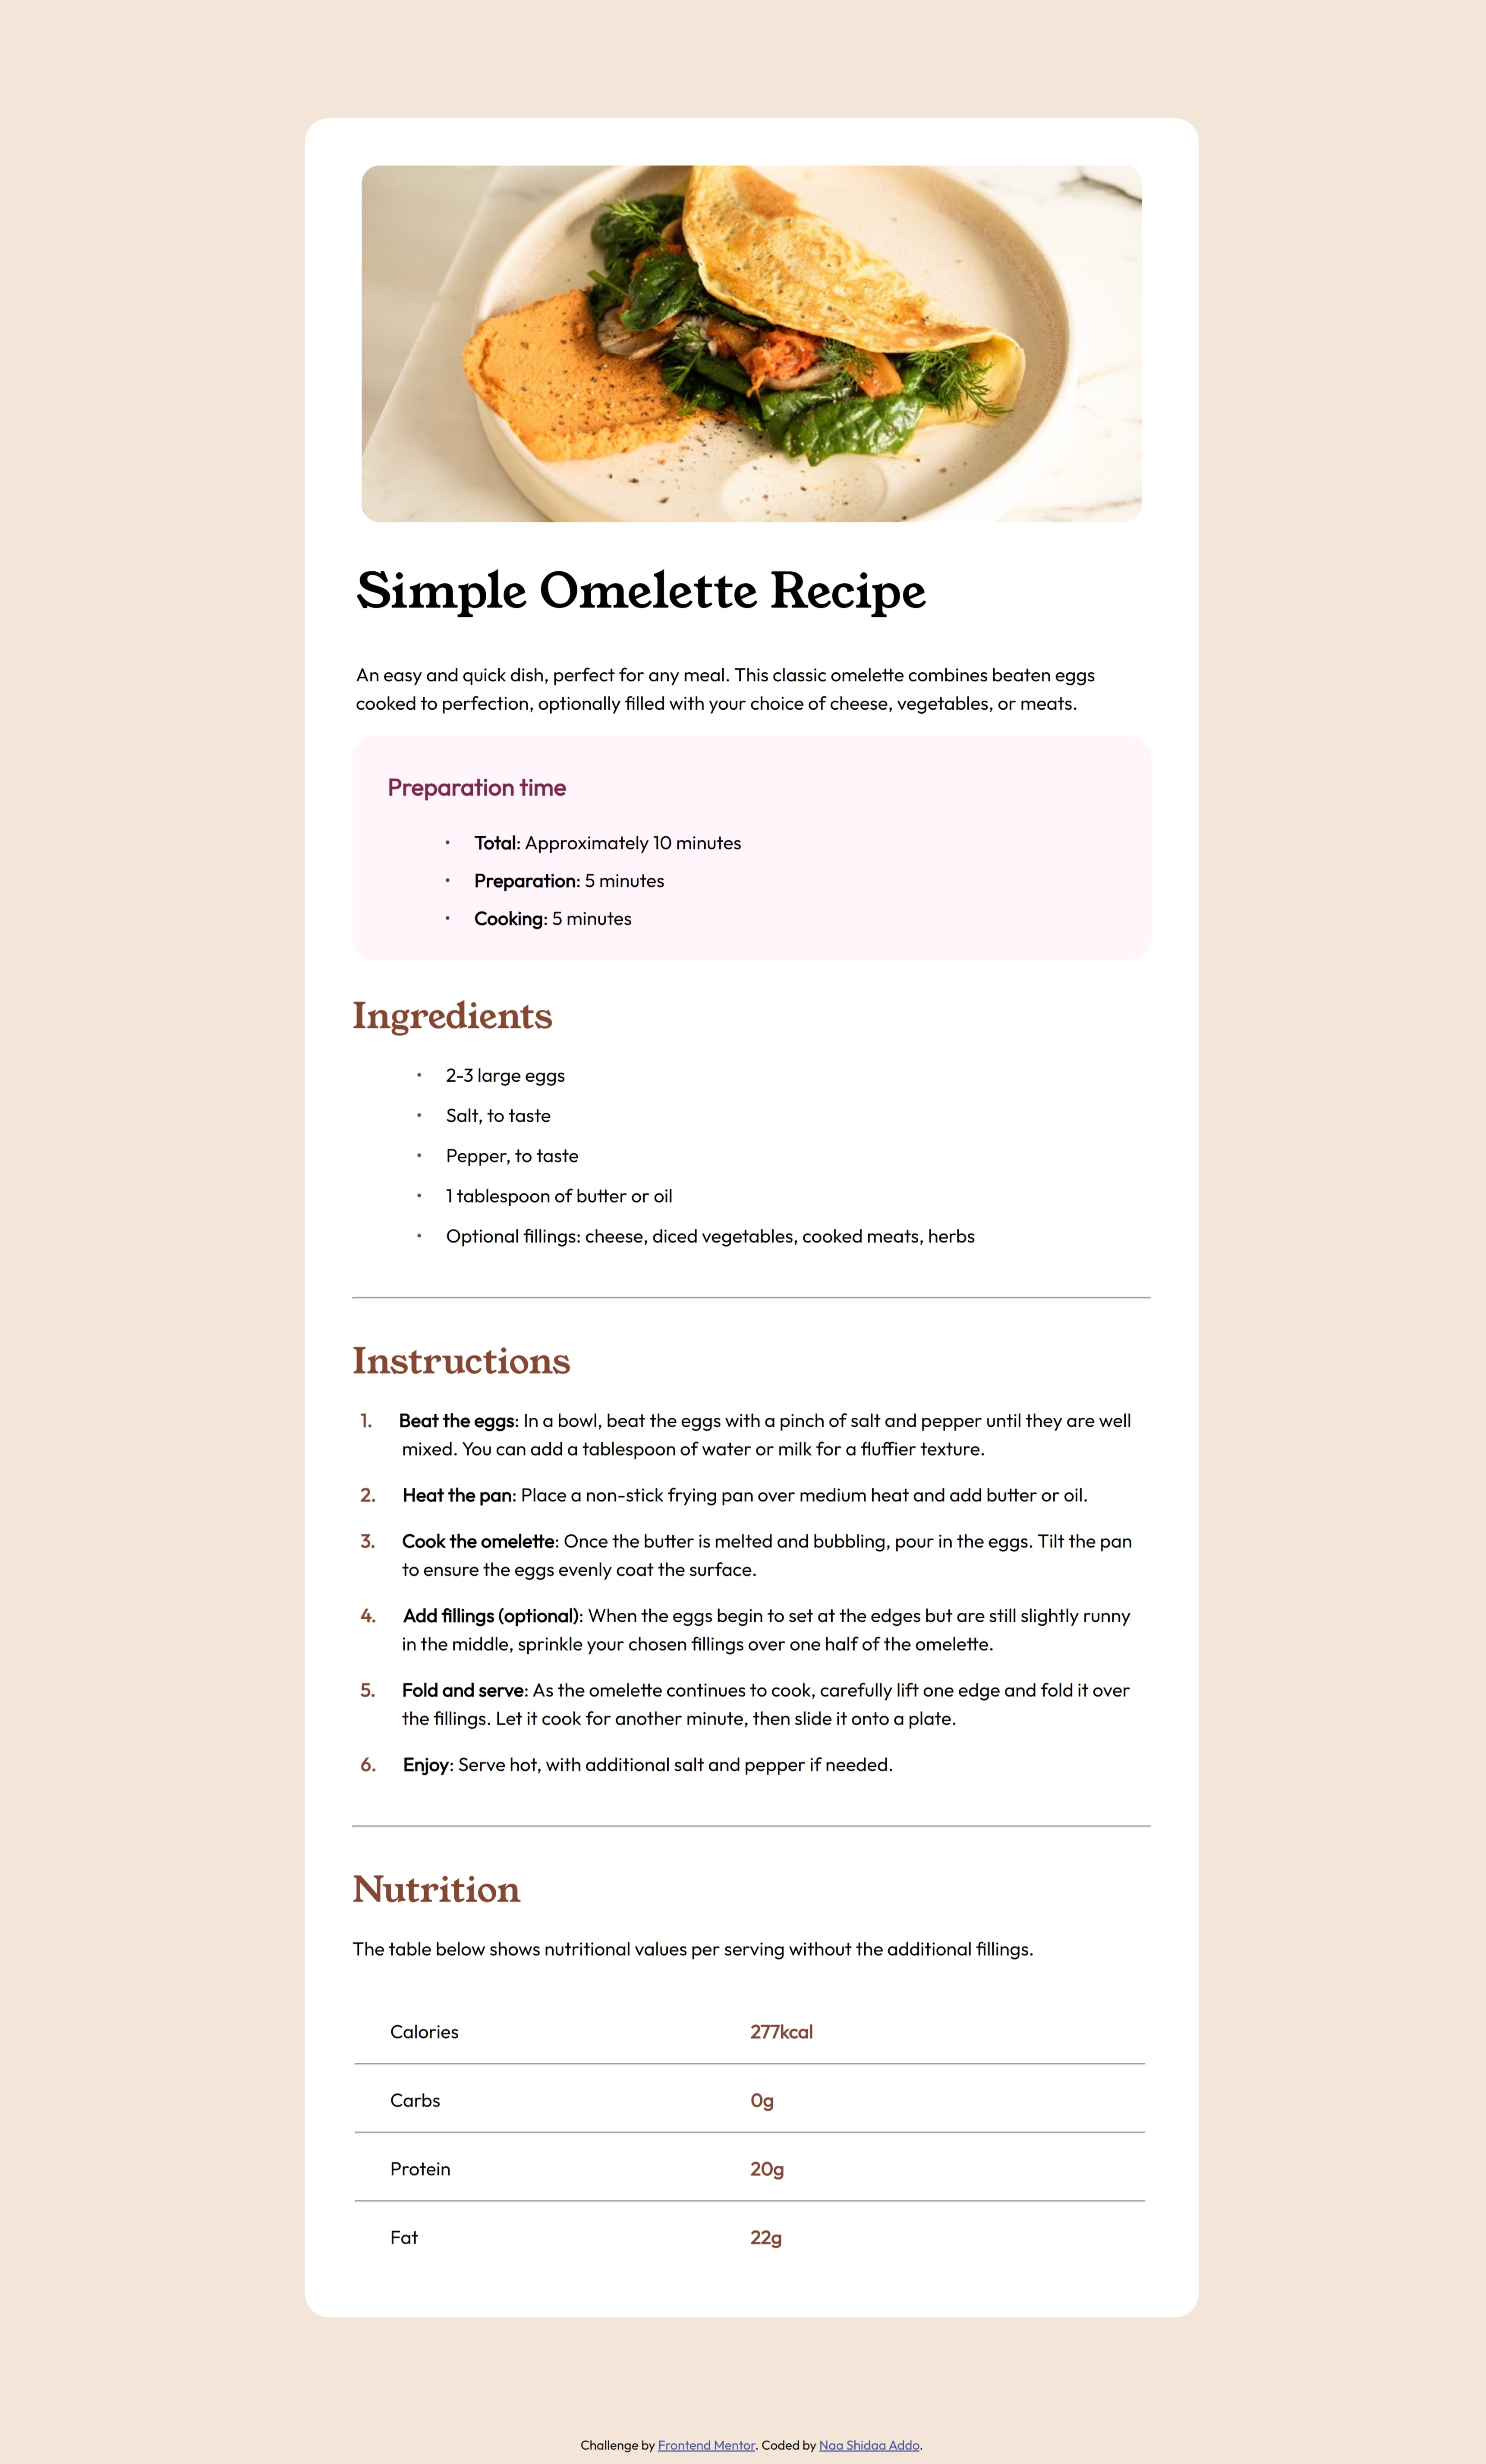 Simple Omelette Recipe
An easy and quick dish, perfect for any meal. This classic omelette combines beaten eggs
cooked to perfection, optionally filled with your choice of cheese, vegetables, or meats.
Preparation time
• Total: Approximately 10 minutes
• Preparation: 5 minutes
• Cooking: 5 minutes
Ingredients
• 2-3 large eggs
• Salt, to taste
• Pepper, to taste
• 1 tablespoon of butter or oil
• Optional fillings: cheese, diced vegetables, cooked meats, herbs
Instructions
1. Beat the eggs: In a bowl, beat the eggs with a pinch of salt and pepper until they are well
mixed. You can add a tablespoon of water or milk for a fluffier texture.
2. Heat the pan: Place a non-stick frying pan over medium heat and add butter or oil.
3. Cook the omelette: Once the butter is melted and bubbling, pour in the eggs. Tilt the pan
to ensure the eggs evenly coat the surface.
4. Add fillings (optional): When the eggs begin to set at the edges but are still slightly runny
in the middle, sprinkle your chosen fillings over one half of the omelette.
5. Fold and serve: As the omelette continues to cook, carefully lift one edge and fold it over
the fillings. Let it cook for another minute, then slide it onto a plate.
6. Enjoy: Serve hot, with additional salt and pepper if needed.
Nutrition
The table below shows nutritional values per serving without the additional fillings.
Calories 277kcal
Carbs 0g
Protein 20g
Fat 22g
Challenge by Frontend Mentor. Coded by Naa Shidaa Addo.